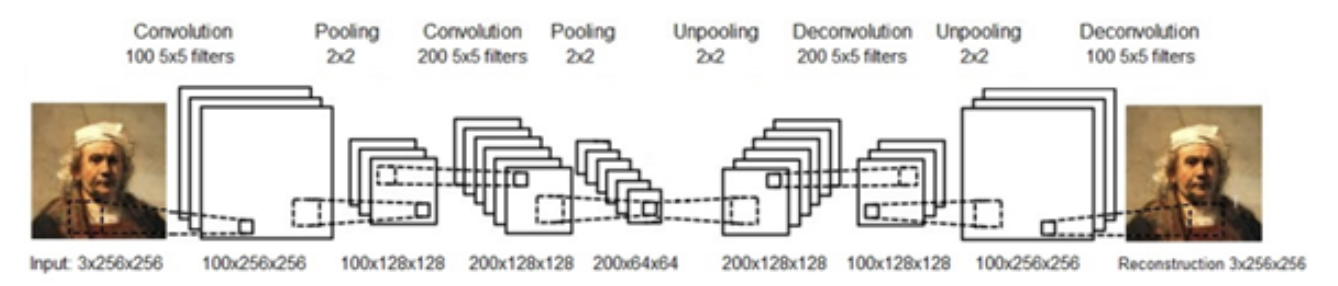 Convolution Pooling Convolution Pooling Unpooling Deconvolution Unpooling Deconvolution
100 5x5 filters 2x2 200 5x5 filters 2x2 2x2 200 5x5 filters 2x2 100 5x5 filters
Input: 3x256x256 100x256x256 100x128x128 200x128x128 200x64x64 200x128x128 100x128x128 100x256x256 Reconstruction 3x256x256